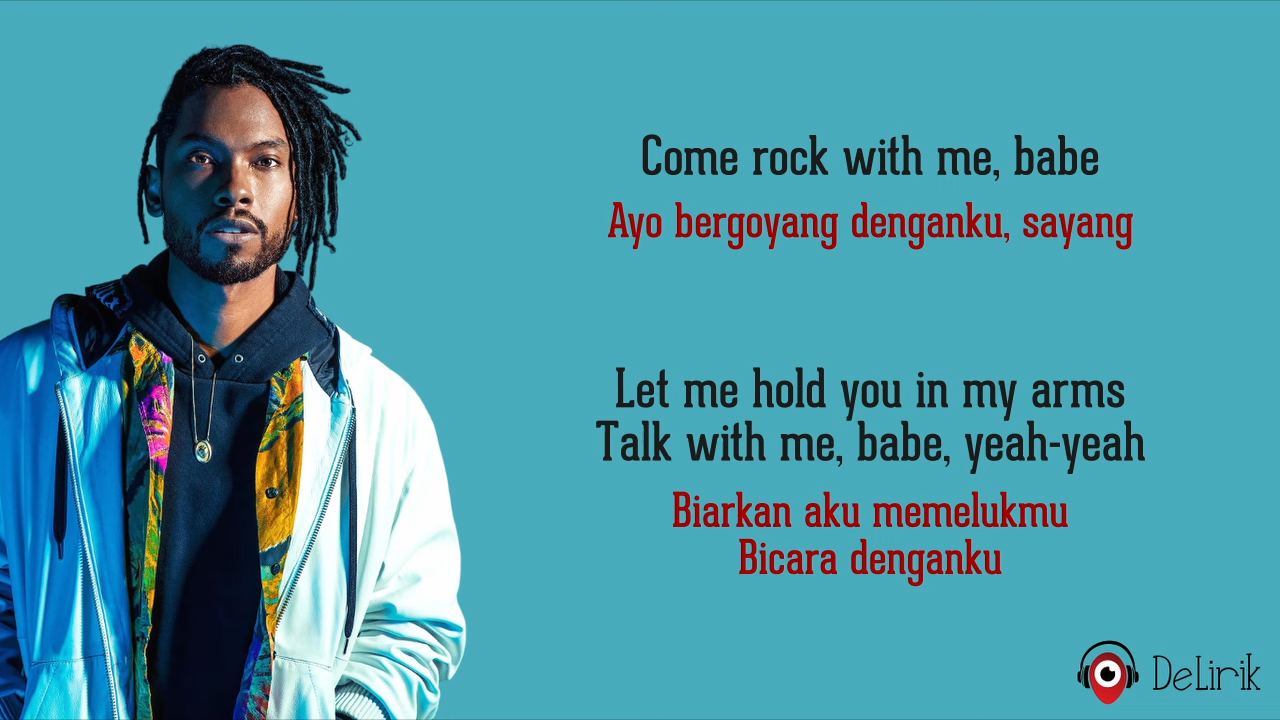 Come rock with me, babe
Ayo bergoyang denganku, sayang
Let me hold you in my arms
Talk with me, babe, yeah-yeah
Biarkan aku memelukmu
Bicara denganku
DeLirik